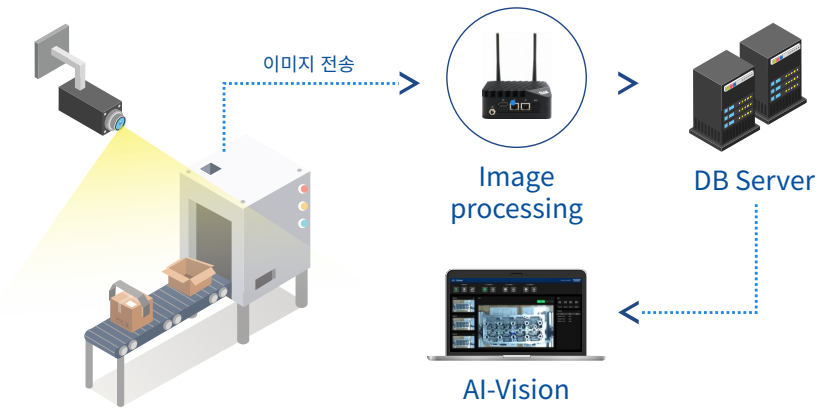 이미지 전송
Image
processing
DB Server
AI-Vision